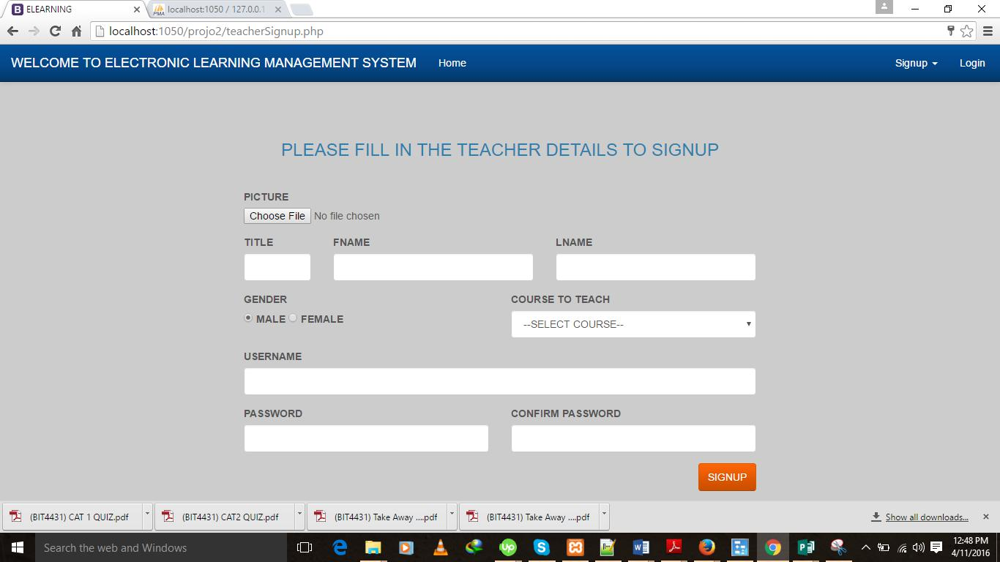 ELEARNING
localhost:1050 / 127.0.0.1
localhost:1050/projo2/teacherSignup.php
WELCOME TO ELECTRONIC LEARNING MANAGEMENT SYSTEM Home Signup Login
PLEASE FILL IN THE TEACHER DETAILS TO SIGNUP
PICTURE
Choose File No file chosen
TITLE FNAME LNAME
GENDER COURSE TO TEACH
MALE FEMALE
--SELECT COURSE--
USERNAME
PASSWORD CONFIRM PASSWORD
SIGNUP
(BIT4431) CAT 1 QUIZ.pdf (BIT4431) CAT2 QUIZ.pdf (BIT4431) Take Away ....pdf (BIT4431) Take Away ....pdf Show all downloads...
Search the web and Windows
12:48 PM
4/11/2016